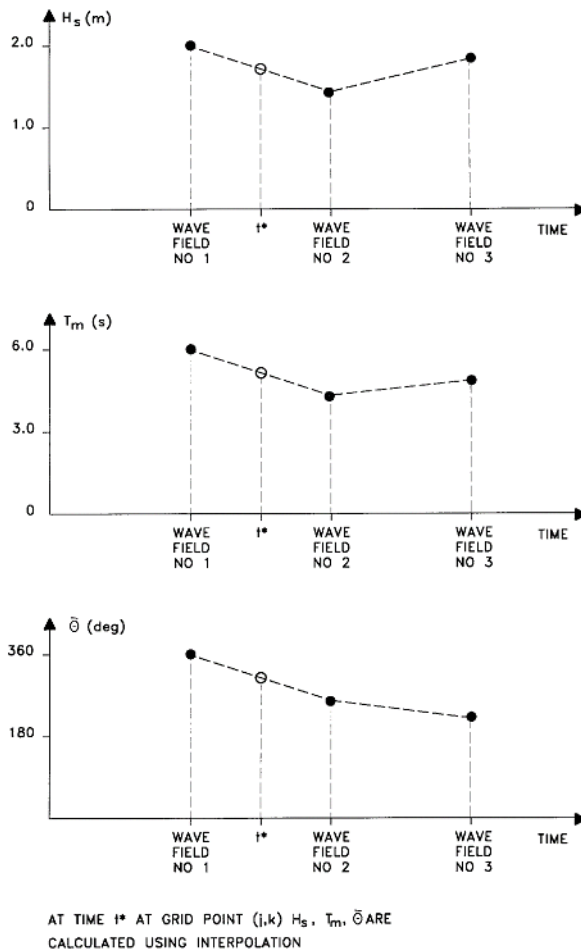 H_s (m)
2.0
1.0
0
WAVE FIELD NO 1
t*
WAVE FIELD NO 2
WAVE FIELD NO 3
TIME
T_m (s)
6.0
3.0
0
WAVE FIELD NO 1
t*
WAVE FIELD NO 2
WAVE FIELD NO 3
TIME
Θ̄ (deg)
360
180
WAVE FIELD NO 1
t*
WAVE FIELD NO 2
WAVE FIELD NO 3
TIME
AT TIME t* AT GRID POINT (j,k) H_s, T_m, Θ̄ ARE
CALCULATED USING INTERPOLATION